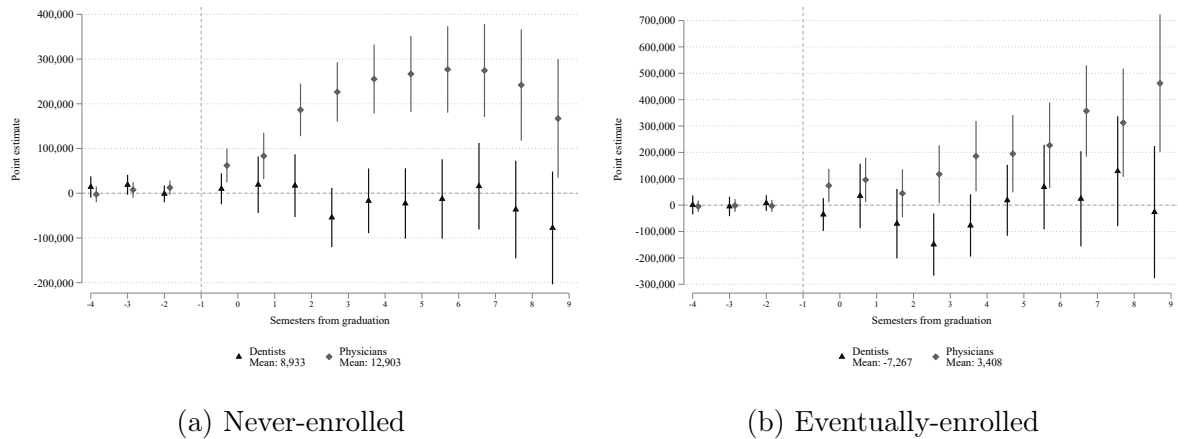 400,000
300,000
200,000
100,000
0
-100,000
-200,000
Point estimate
-4 -3 -2 -1 0 1 2 3 4 5 6 7 8 9
Semesters from graduation
Dentists
Mean: 8,933
Physicians
Mean: 12,903
(a) Never-enrolled
700,000
600,000
500,000
400,000
300,000
200,000
100,000
0
-100,000
-200,000
-300,000
Point estimate
-4 -3 -2 -1 0 1 2 3 4 5 6 7 8 9
Semesters from graduation
Dentists
Mean: -7,267
Physicians
Mean: 3,408
(b) Eventually-enrolled